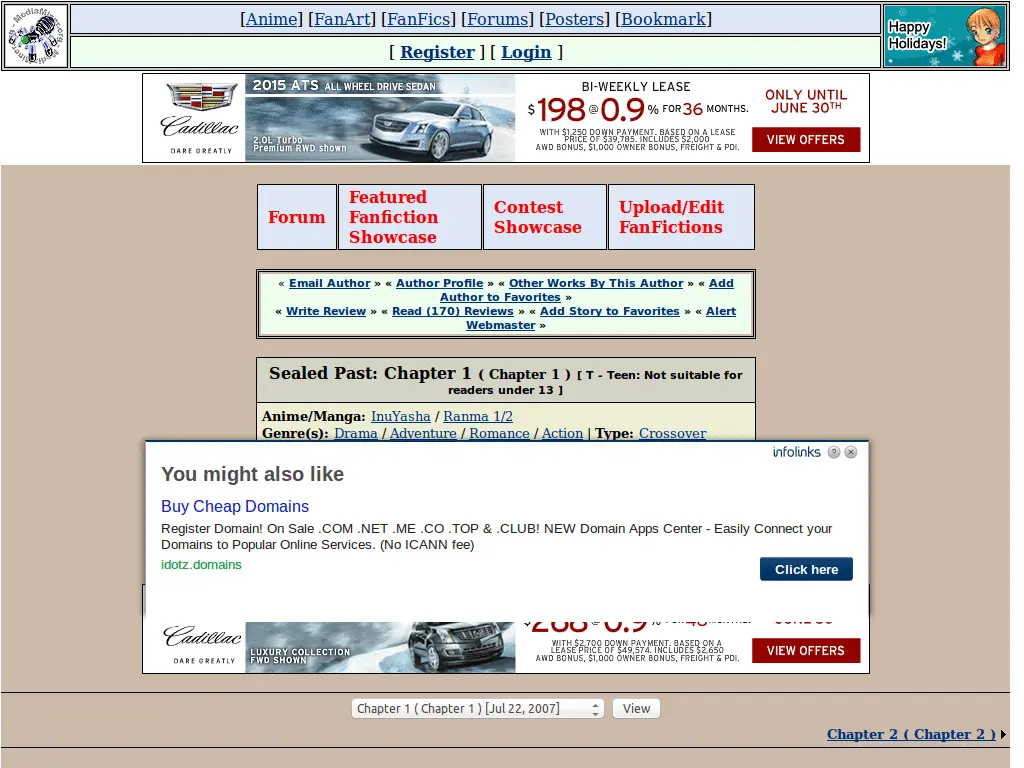 MediaMiner.org
[Anime] [FanArt] [FanFics] [Forums] [Posters] [Bookmark]
[ Register ] [ Login ]
Happy
Holidays!
Cadillac
DARE GREATLY
2015 ATS ALL WHEEL DRIVE SEDAN
2.0L Turbo
Premium RWD shown
BI-WEEKLY LEASE
$198@0.9% FOR 36 MONTHS.
WITH $1,250 DOWN PAYMENT. BASED ON A LEASE
PRICE OF $39,785. INCLUDES $2,000
AWD BONUS, $1,000 OWNER BONUS, FREIGHT & PDI.
ONLY UNTIL
JUNE 30TH
VIEW OFFERS
Forum
Featured
Fanfiction
Showcase
Contest
Showcase
Upload/Edit
FanFictions
« Email Author » « Author Profile » « Other Works By This Author » « Add
Author to Favorites »
« Write Review » « Read (170) Reviews » « Add Story to Favorites » « Alert
Webmaster »
Sealed Past: Chapter 1 ( Chapter 1 ) [ T - Teen: Not suitable for
readers under 13 ]
Anime/Manga: InuYasha / Ranma 1/2
Genre(s): Drama / Adventure / Romance / Action | Type: Crossover
infolinks ? ×
You might also like
Buy Cheap Domains
Register Domain! On Sale .COM .NET .ME .CO .TOP & .CLUB! NEW Domain Apps Center - Easily Connect your
Domains to Popular Online Services. (No ICANN fee)
idotz.domains
Click here
Cadillac
DARE GREATLY
LUXURY COLLECTION
FWD SHOWN
$268@0.9%
WITH $2,700 DOWN PAYMENT. BASED ON A
LEASE PRICE OF $49,574. INCLUDES $2,650
AWD BONUS, $1,000 OWNER BONUS, FREIGHT & PDI.
VIEW OFFERS
Chapter 1 ( Chapter 1 ) [Jul 22, 2007]
View
Chapter 2 ( Chapter 2 )